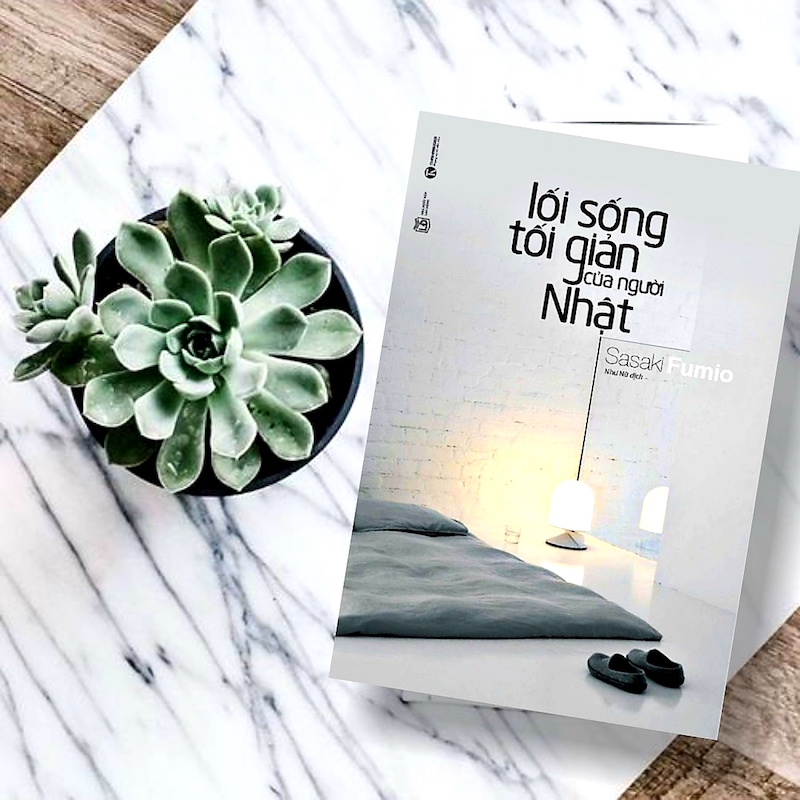 lối sống
tối giản
của người
Nhật
Sasaki Fumio
Như Nữ dịch